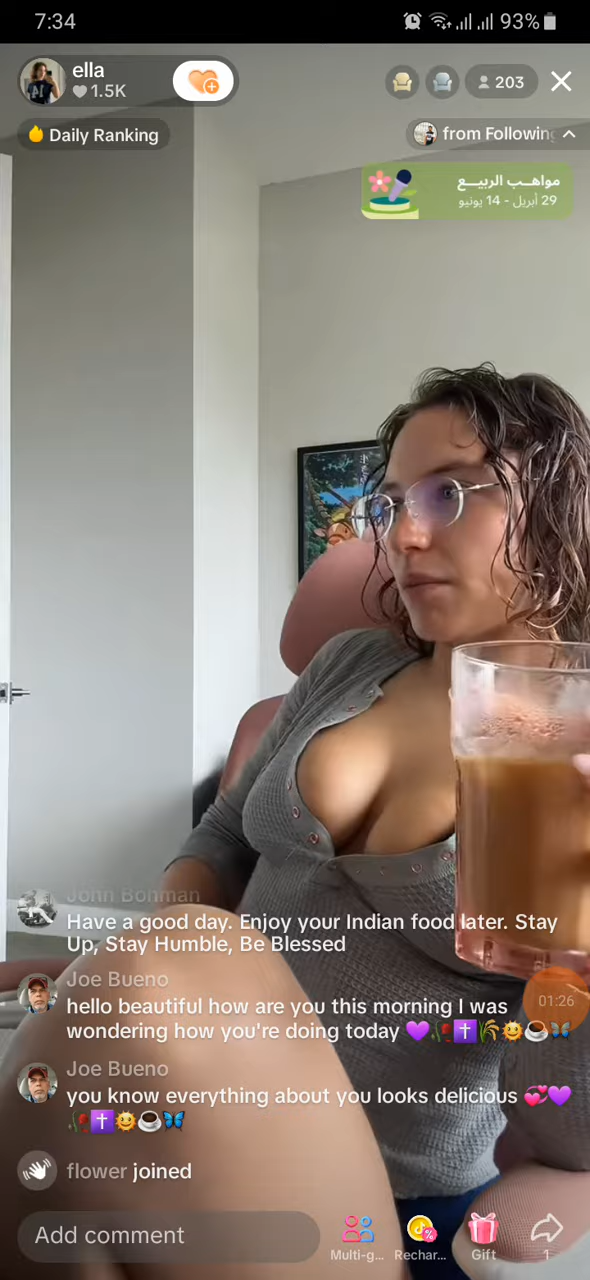 7:34
93%
ella
1.5K
203
Daily Ranking
from Following
مواهب الربيع
29 أبريل - 14 يونيو
John Bohman
Have a good day. Enjoy your Indian food later. Stay
Up, Stay Humble, Be Blessed
Joe Bueno
hello beautiful how are you this morning I was
wondering how you're doing today 💜🥀✝️🌾🌞☕🦋
01:26
Joe Bueno
you know everything about you looks delicious 💞💜
🥀✝️🌞☕🦋
flower joined
Add comment
Multi-g...
Rechar...
Gift
1